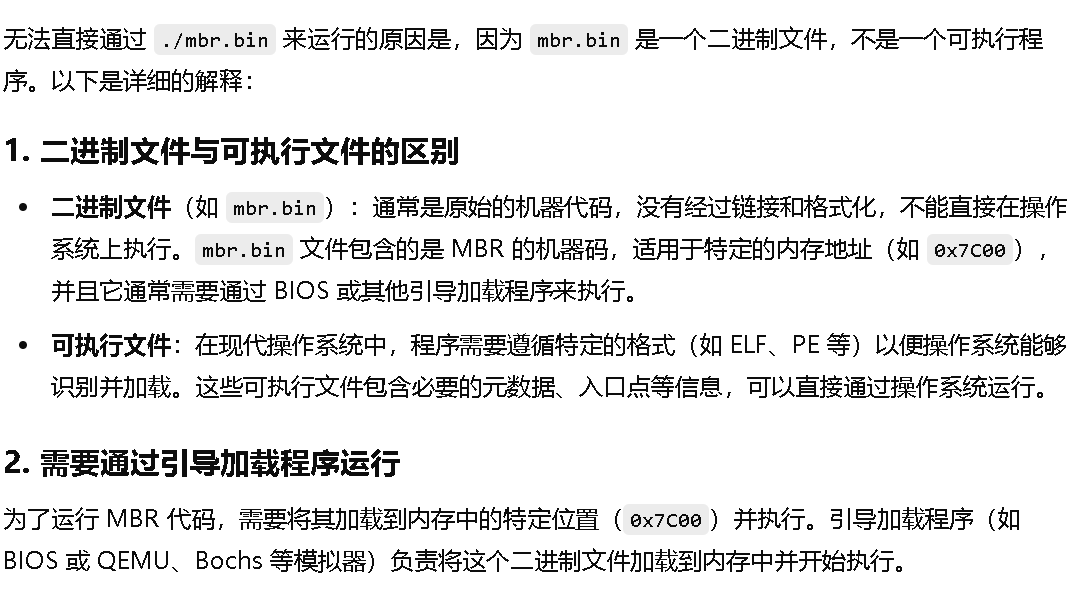 无法直接通过 ./mbr.bin 来运行的原因是，因为 mbr.bin 是一个二进制文件，不是一个可执行程
序。以下是详细的解释：
1. 二进制文件与可执行文件的区别
• 二进制文件（如 mbr.bin）：通常是原始的机器代码，没有经过链接和格式化，不能直接在操作
系统上执行。mbr.bin 文件包含的是 MBR 的机器码，适用于特定的内存地址（如 0x7C00），
并且它通常需要通过 BIOS 或其他引导加载程序来执行。
• 可执行文件：在现代操作系统中，程序需要遵循特定的格式（如 ELF、PE 等）以便操作系统能够
识别并加载。这些可执行文件包含必要的元数据、入口点等信息，可以直接通过操作系统运行。
2. 需要通过引导加载程序运行
为了运行 MBR 代码，需要将其加载到内存中的特定位置（0x7C00）并执行。引导加载程序（如
BIOS 或 QEMU、Bochs 等模拟器）负责将这个二进制文件加载到内存中并开始执行。